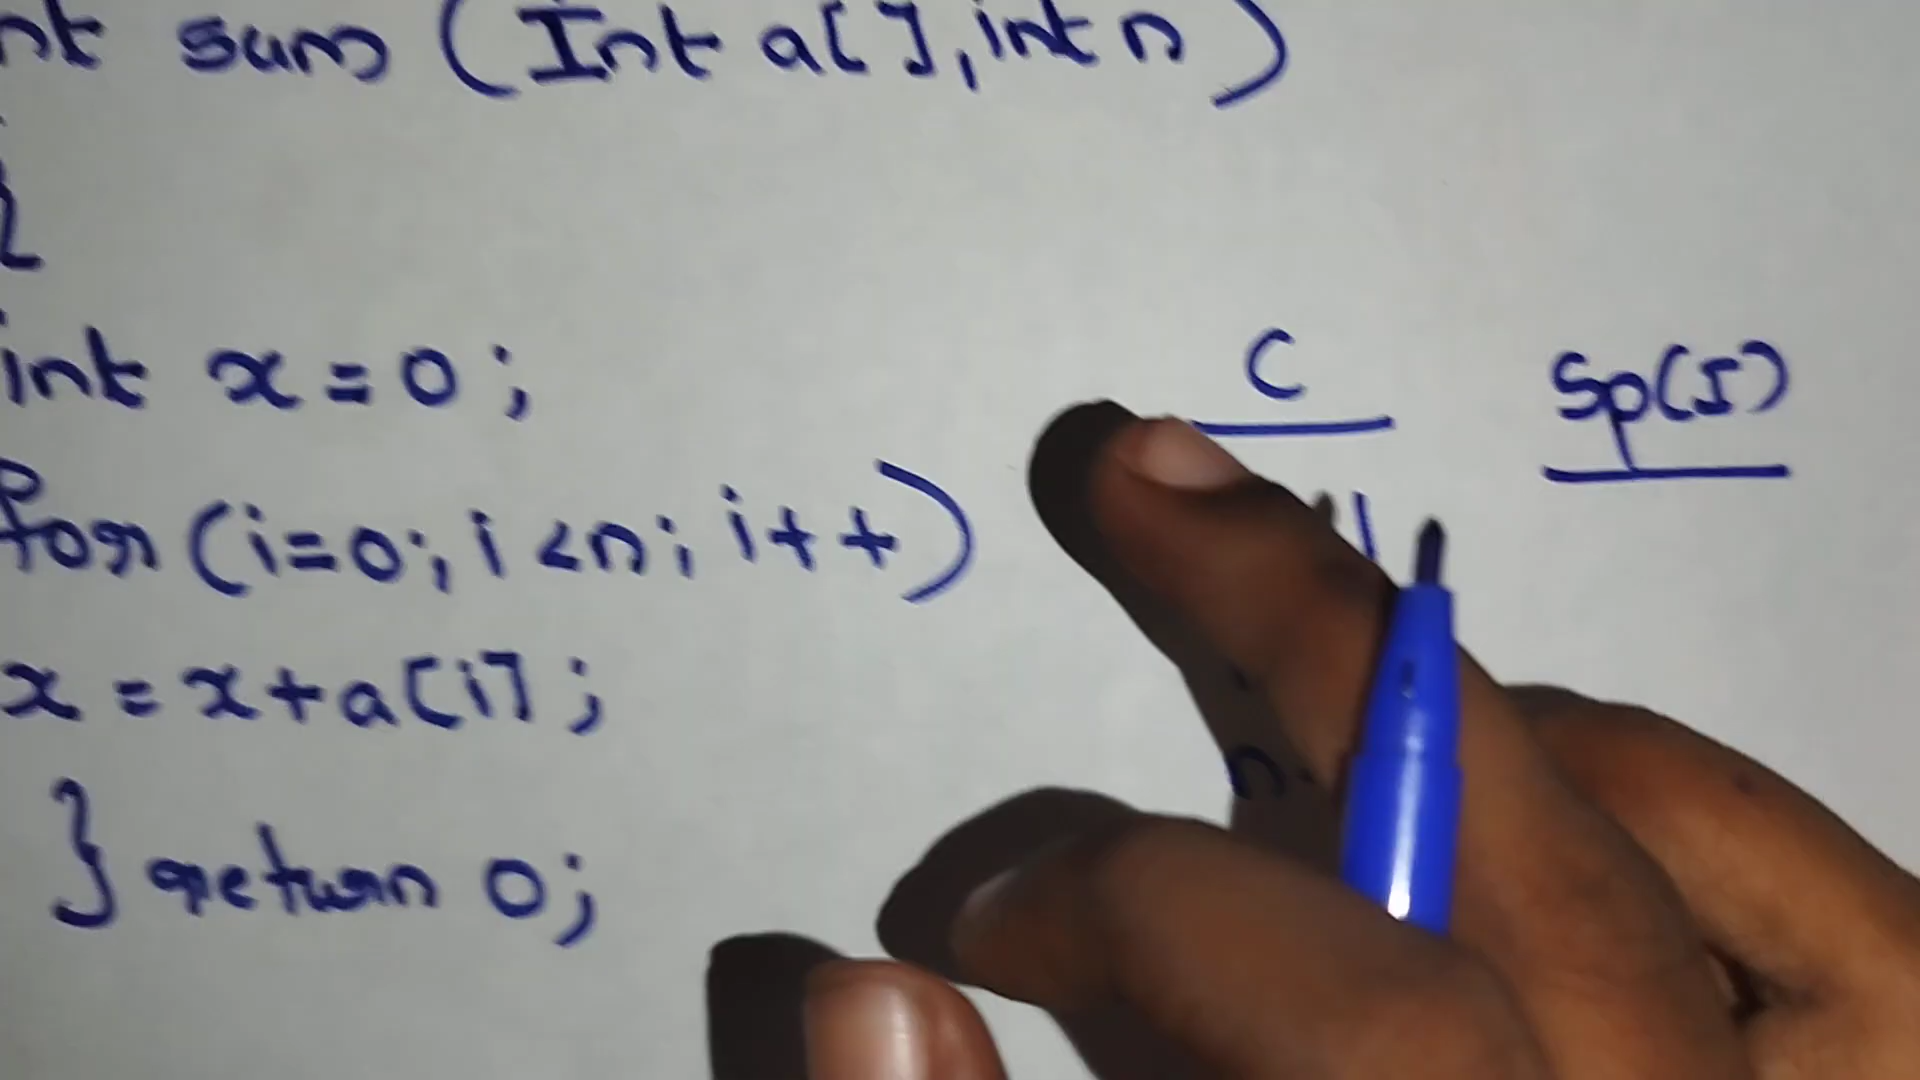 nt sum (Int a[], int n)
{
int x = 0 ;
C
Sp(I)
for (i=0; i<n; i++)
x = x+a[i] ;
n
} return 0;